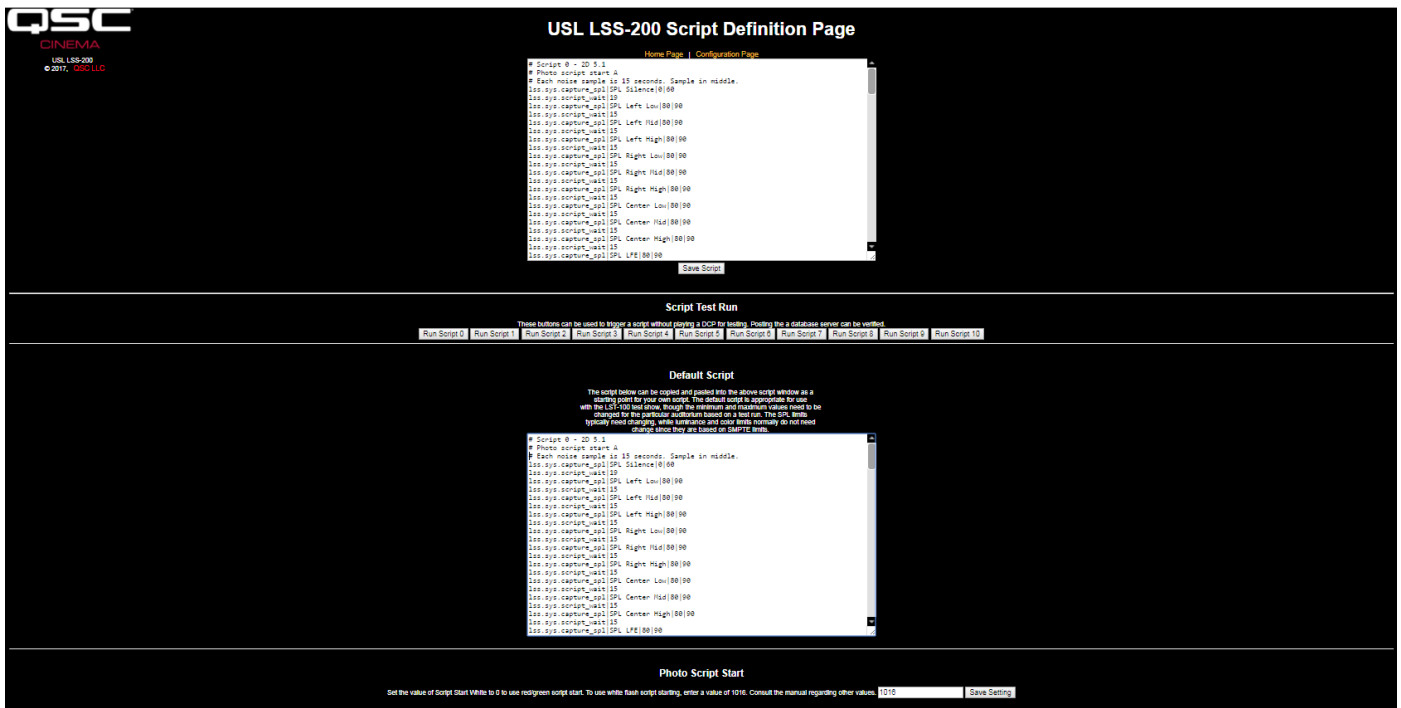 QSC
CINEMA
USL LSS-200
© 2017, QSC LLC
USL LSS-200 Script Definition Page
Home Page | Configuration Page
# Script 0 - 2D 5.1
# Photo script start A
# Each noise sample is 15 seconds. Sample in middle.
lss.sys.capture_spl|SPL Silence|0|60
lss.sys.script_wait|19
lss.sys.capture_spl|SPL Left Low|80|90
lss.sys.script_wait|15
lss.sys.capture_spl|SPL Left Mid|80|90
lss.sys.script_wait|15
lss.sys.capture_spl|SPL Left High|80|90
lss.sys.script_wait|15
lss.sys.capture_spl|SPL Right Low|80|90
lss.sys.script_wait|15
lss.sys.capture_spl|SPL Right Mid|80|90
lss.sys.script_wait|15
lss.sys.capture_spl|SPL Right High|80|90
lss.sys.script_wait|15
lss.sys.capture_spl|SPL Center Low|80|90
lss.sys.script_wait|15
lss.sys.capture_spl|SPL Center Mid|80|90
lss.sys.script_wait|15
lss.sys.capture_spl|SPL Center High|80|90
lss.sys.script_wait|15
lss.sys.capture_spl|SPL LFE|80|90
Save Script
Script Test Run
These buttons can be used to trigger a script without playing a DCP for testing. Posting the a database server can be verified.
Run Script 0 Run Script 1 Run Script 2 Run Script 3 Run Script 4 Run Script 5 Run Script 6 Run Script 7 Run Script 8 Run Script 9 Run Script 10
Default Script
The script below can be copied and pasted into the above script window as a
starting point for your own script. The default script is appropriate for use
with the LST-100 test show, though the minimum and maximum values need to be
changed for the particular auditorium based on a test run. The SPL limits
typically need changing, while luminance and color limits normally do not need
change since they are based on SMPTE limits.
# Script 0 - 2D 5.1
# Photo script start A
# Each noise sample is 15 seconds. Sample in middle.
lss.sys.capture_spl|SPL Silence|0|60
lss.sys.script_wait|19
lss.sys.capture_spl|SPL Left Low|80|90
lss.sys.script_wait|15
lss.sys.capture_spl|SPL Left Mid|80|90
lss.sys.script_wait|15
lss.sys.capture_spl|SPL Left High|80|90
lss.sys.script_wait|15
lss.sys.capture_spl|SPL Right Low|80|90
lss.sys.script_wait|15
lss.sys.capture_spl|SPL Right Mid|80|90
lss.sys.script_wait|15
lss.sys.capture_spl|SPL Right High|80|90
lss.sys.script_wait|15
lss.sys.capture_spl|SPL Center Low|80|90
lss.sys.script_wait|15
lss.sys.capture_spl|SPL Center Mid|80|90
lss.sys.script_wait|15
lss.sys.capture_spl|SPL Center High|80|90
lss.sys.script_wait|15
lss.sys.capture_spl|SPL LFE|80|90
Photo Script Start
Set the value of Script Start White to 0 to use red/green script start. To use white flash script starting, enter a value of 1016. Consult the manual regarding other values. 1016 Save Setting